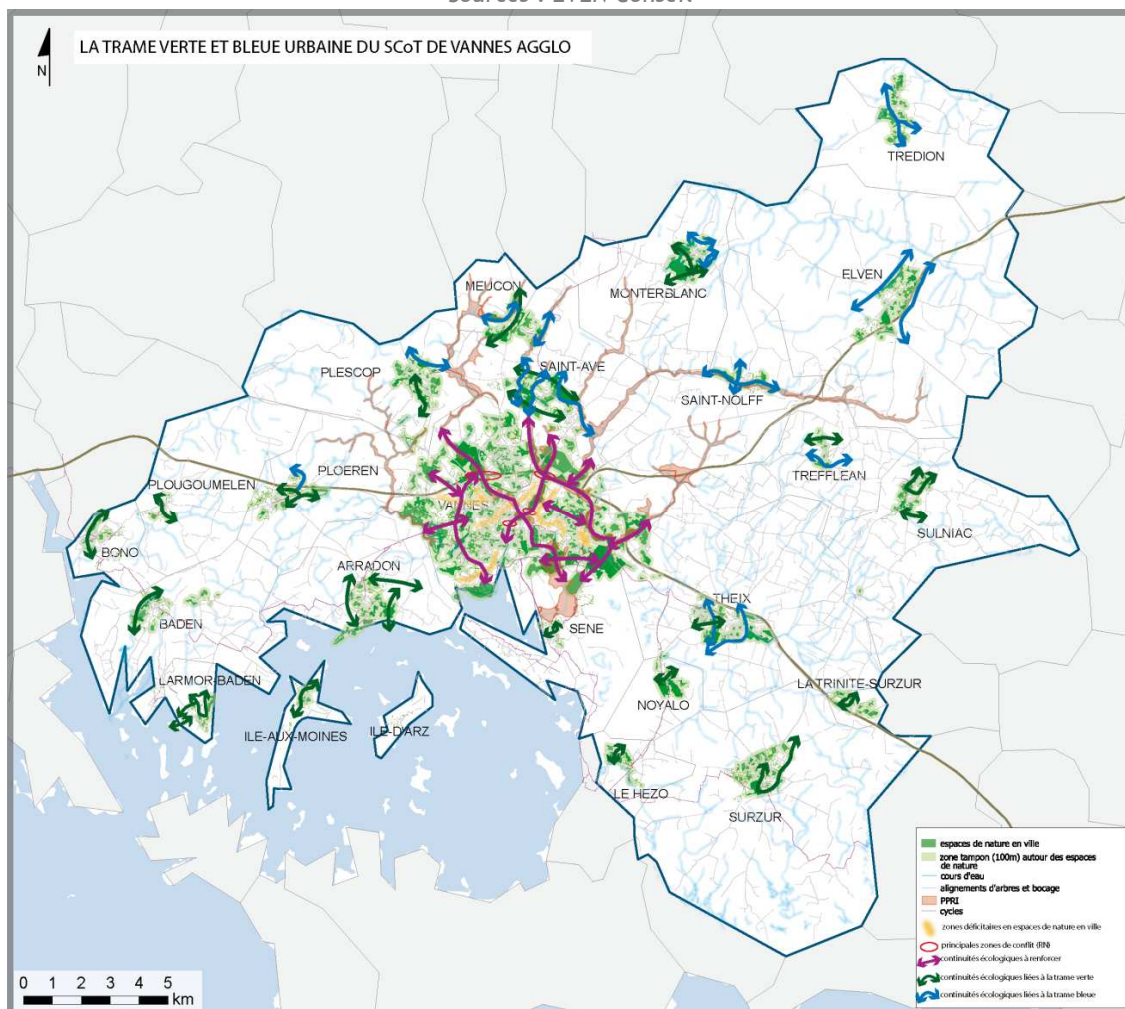 Sources : EVEN Conseil
LA TRAME VERTE ET BLEUE URBAINE DU SCoT DE VANNES AGGLO
N
TREDION
ELVEN
MONTERBLANC
MEUCON
SAINT-AVE
PLESCOP
SAINT-NOLFF
TREFFLEAN
PLOEREN
PLOUGOUMELEN
VANNES
SULNIAC
BONO
ARRADON
THEIX
BADEN
SENE
LARMOR-BADEN
LA TRINITE-SURZUR
NOYALO
ILE-AUX-MOINES
ILE-D'ARZ
LE HEZO
SURZUR
espaces de nature en ville
zone tampon (100m) autour des espaces
de nature
cours d'eau
alignements d'arbres et bocage
PPRI
cycles
zones déficitaires en espaces de nature en ville
principales zones de conflit (RN)
continuités écologiques à renforcer
continuités écologiques liées à la trame verte
continuités écologiques liées à la trame bleue
0 1 2 3 4 5
km